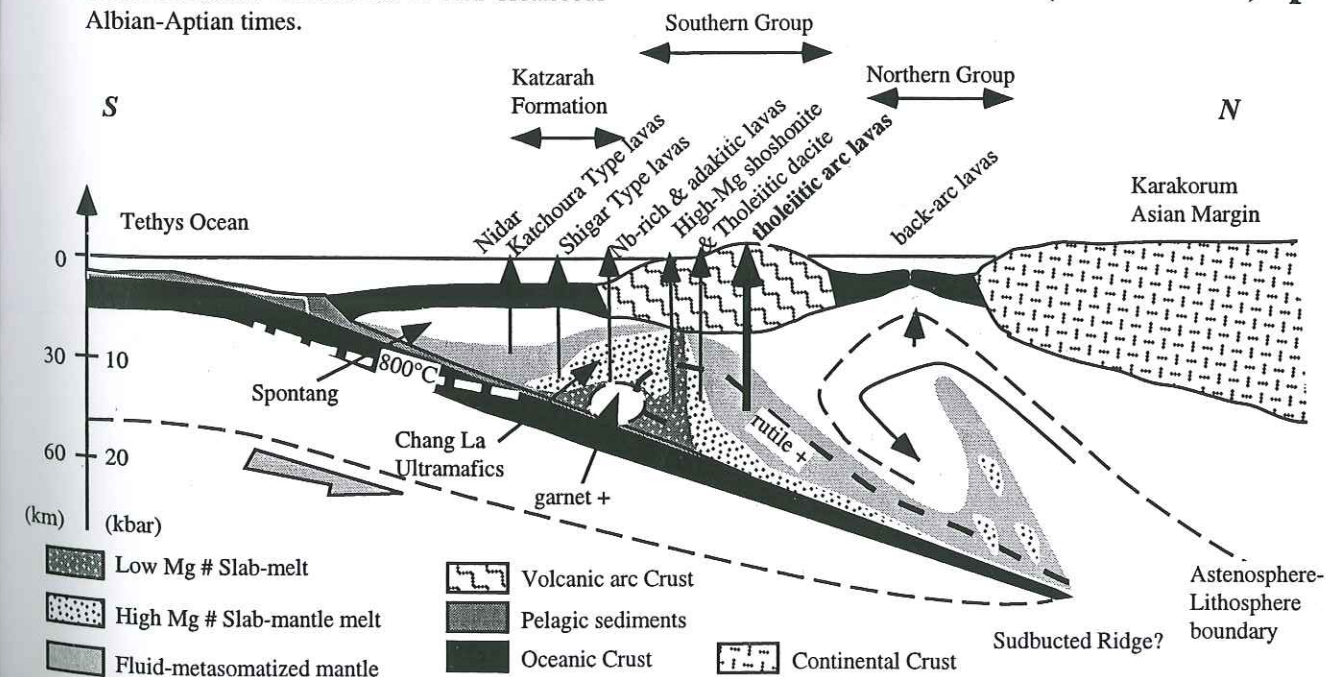 Albian-Aptian times.
Southern Group
Katzarah
Formation
Northern Group
S
N
Nidar
Katchoura Type lavas
Shigar Type lavas
Nb-rich & adakitic lavas
High-Mg shoshonite
& Tholeiitic dacite
tholeiitic arc lavas
back-arc lavas
Karakorum
Asian Margin
Tethys Ocean
0
30
10
800°C
Spontang
rutile +
Chang La
Ultramafics
60
20
garnet +
(km)
(kbar)
Low Mg # Slab-melt
High Mg # Slab-mantle melt
Fluid-metasomatized mantle
Volcanic arc Crust
Pelagic sediments
Oceanic Crust
Continental Crust
Sudbucted Ridge?
Astenosphere-
Lithosphere
boundary